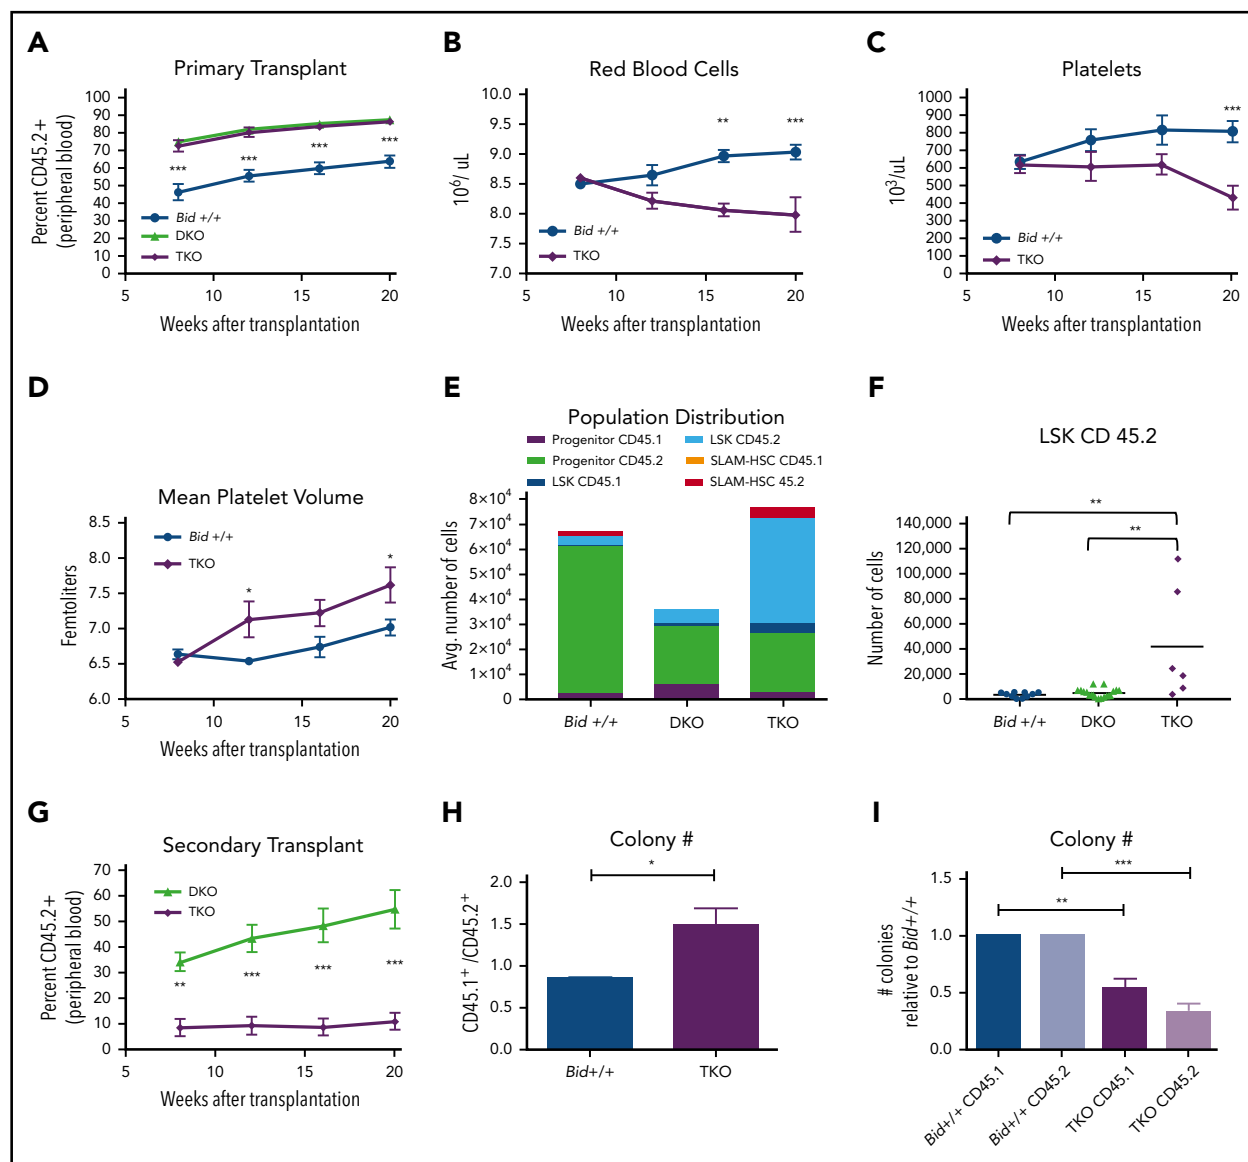 A
Primary Transplant
Percent CD45.2+
(peripheral blood)
100
90
80
70
60
50
40
30
20
10
0
***
***
***
***
Bid +/+
DKO
TKO
5
10
15
20
Weeks after transplantation
B
Red Blood Cells
10⁶/ uL
10.0
9.5
9.0
8.5
8.0
7.5
7.0
**
***
Bid +/+
TKO
5
10
15
20
Weeks after transplantation
C
Platelets
10³/uL
1000
900
800
700
600
500
400
300
200
100
0
***
Bid +/+
TKO
5
10
15
20
Weeks after transplantation
D
Mean Platelet Volume
Femtoliters
8.5
8.0
7.5
7.0
6.5
6.0
Bid +/+
TKO
*
*
5
10
15
20
Weeks after transplantation
E
Population Distribution
Progenitor CD45.1
LSK CD45.2
Progenitor CD45.2
SLAM-HSC CD45.1
LSK CD45.1
SLAM-HSC 45.2
Avg. number of cells
8×10⁴
7×10⁴
6×10⁴
5×10⁴
4×10⁴
3×10⁴
2×10⁴
1×10⁴
0
Bid +/+
DKO
TKO
F
LSK CD 45.2
Number of cells
140,000
120,000
100,000
80,000
60,000
40,000
20,000
0
**
**
Bid +/+
DKO
TKO
G
Secondary Transplant
Percent CD45.2+
(peripheral blood)
70
60
50
40
30
20
10
0
DKO
TKO
**
***
***
***
5
10
15
20
Weeks after transplantation
H
Colony #
CD45.1⁺ /CD45.2⁺
2.0
1.5
1.0
0.5
0.0
*
Bid+/+
TKO
I
Colony #
# colonies
relative to Bid+/+
1.5
1.0
0.5
0.0
***
**
Bid+/+ CD45.1
Bid+/+ CD45.2
TKO CD45.1
TKO CD45.2